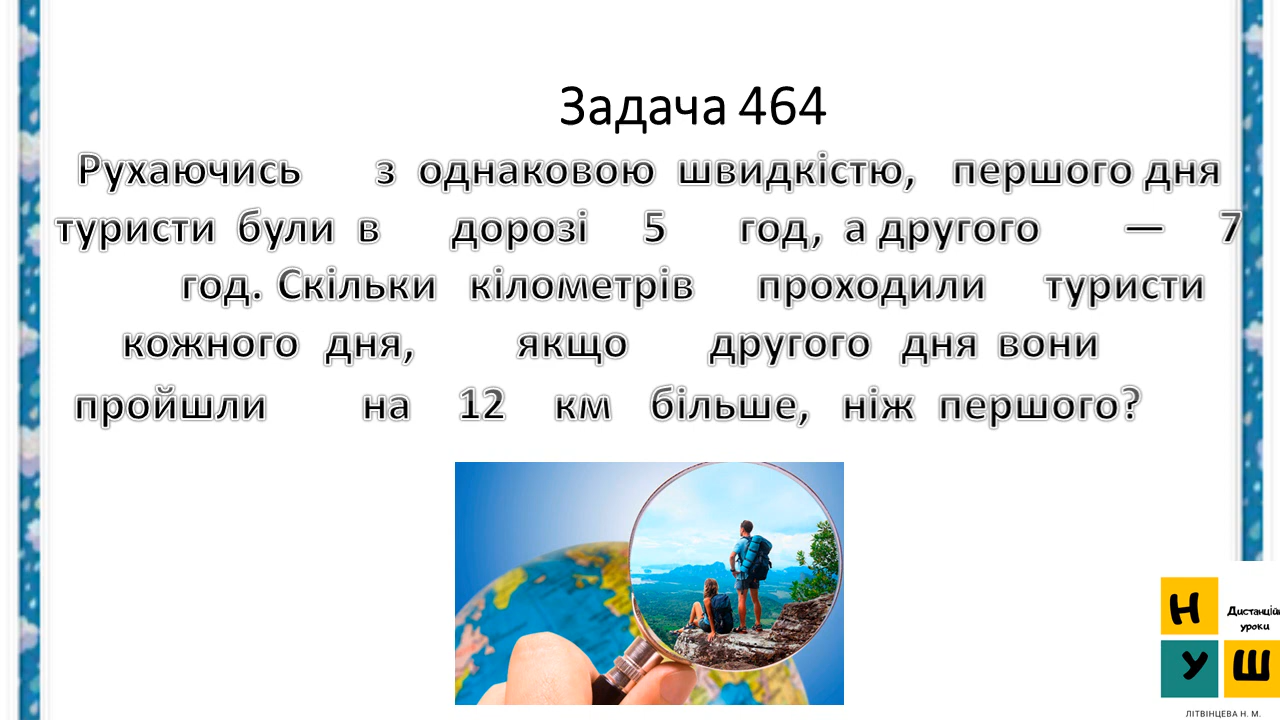 Задача 464
Рухаючись з однаковою швидкістю, першого дня
туристи були в дорозі 5 год, а другого — 7
год. Скільки кілометрів проходили туристи
кожного дня, якщо другого дня вони
пройшли на 12 км більше, ніж першого?
Н
уроки
У Ш
ЛІТВІНЦЕВА Н. М.